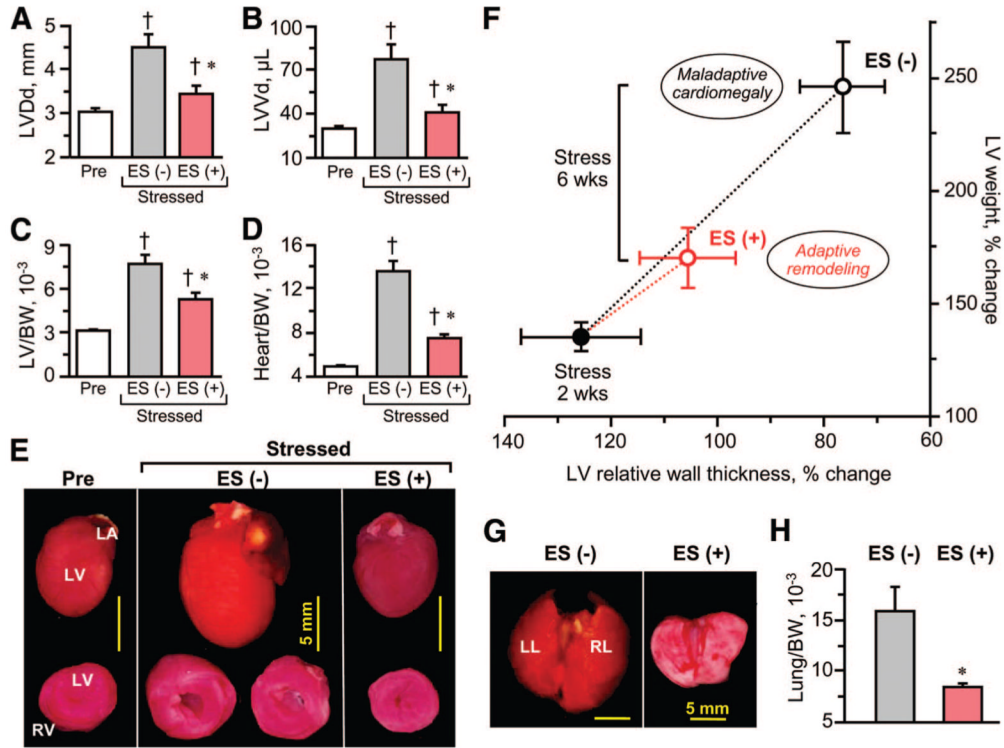 A
LVDd, mm
5
4
3
2
†
† *
Pre
ES (-)
ES (+)
Stressed
B
LVVd, µL
100
70
40
10
†
† *
Pre
ES (-)
ES (+)
Stressed
C
LV/BW, 10-3
9
6
3
0
†
† *
Pre
ES (-)
ES (+)
Stressed
D
Heart/BW, 10-3
16
12
8
4
†
† *
Pre
ES (-)
ES (+)
Stressed
E
Stressed
Pre
ES (-)
ES (+)
LA
LV
5 mm
LV
RV
F
Maladaptive
cardiomegaly
ES (-)
Stress
6 wks
ES (+)
Adaptive
remodeling
Stress
2 wks
250
200
150
100
LV weight, % change
140
120
100
80
60
LV relative wall thickness, % change
G
ES (-)
ES (+)
LL
RL
5 mm
H
ES (-)
ES (+)
Lung/BW, 10-3
20
15
10
5
*